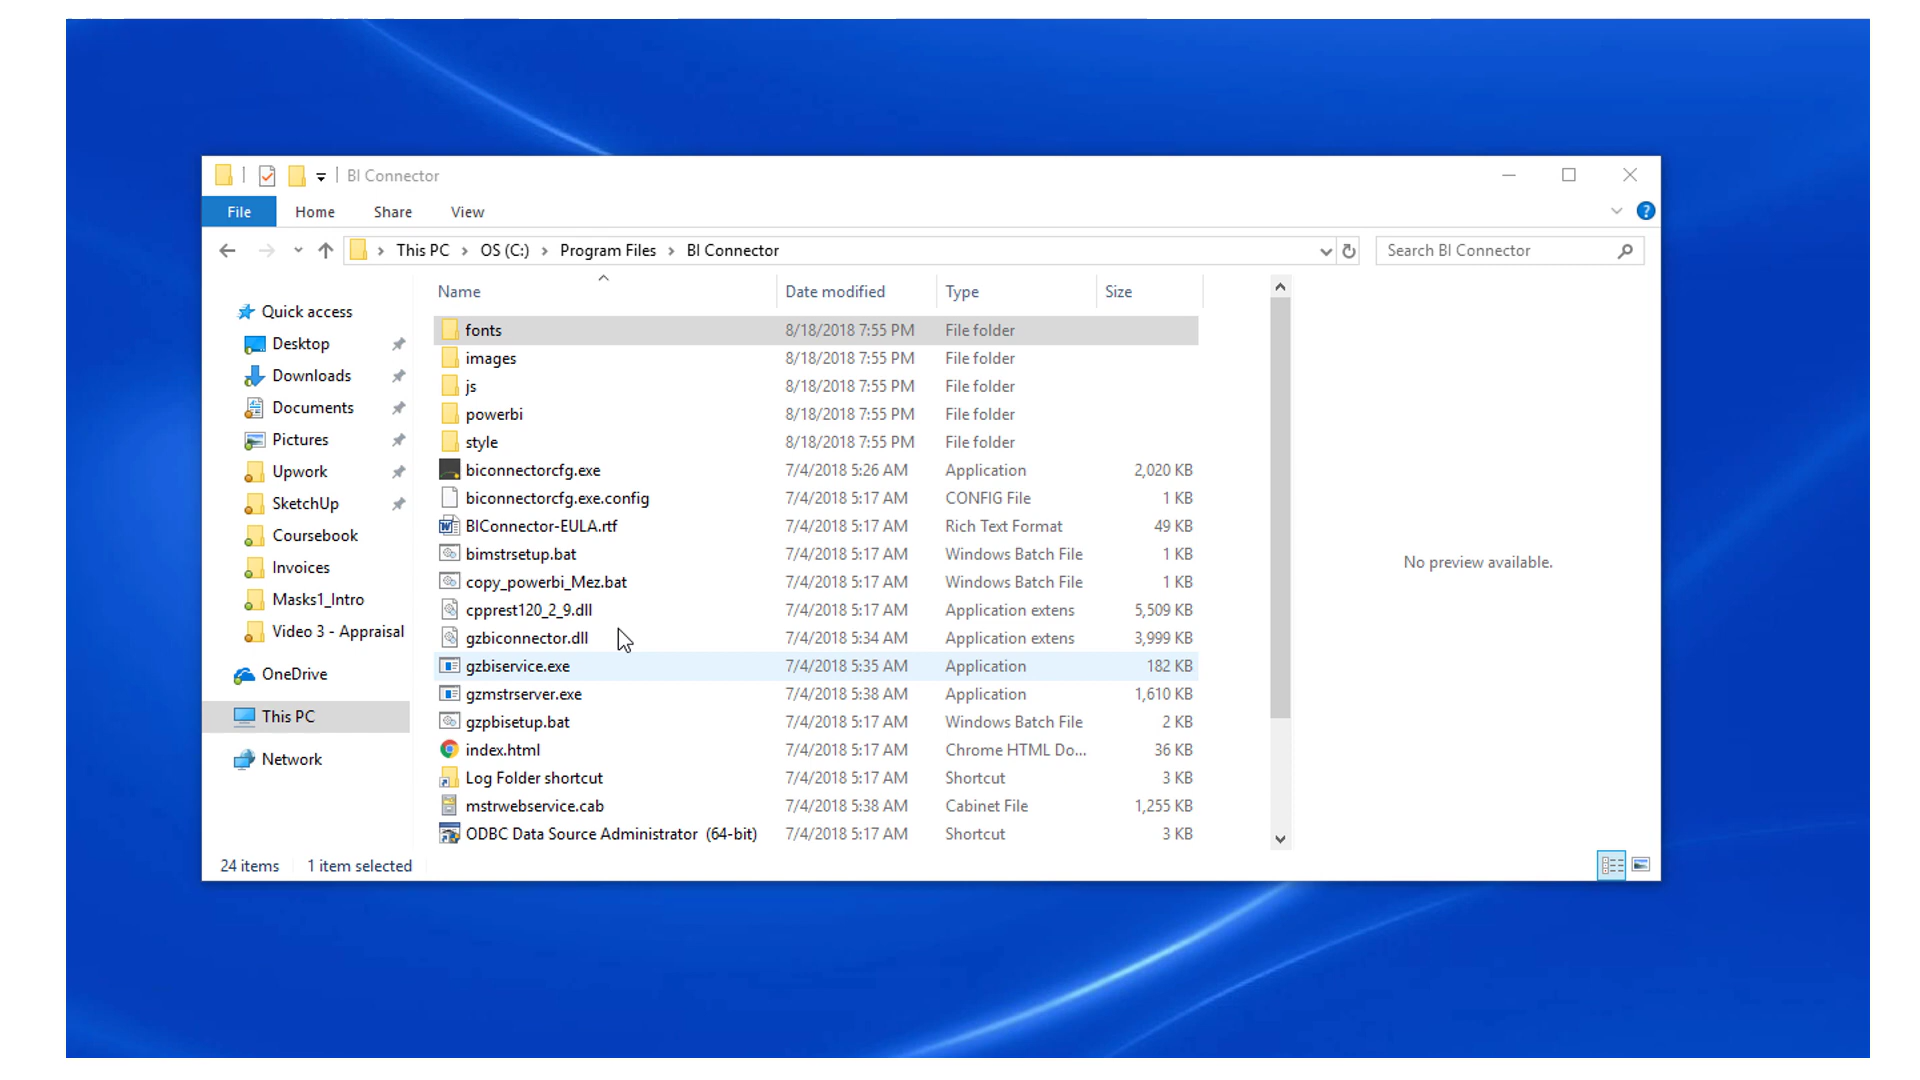 BI Connector
File Home Share View
This PC OS (C:) Program Files BI Connector
Search BI Connector
Name Date modified Type Size
Quick access
Desktop
Downloads
Documents
Pictures
Upwork
SketchUp
Coursebook
Invoices
Masks1_Intro
Video 3 - Appraisal
OneDrive
This PC
Network
fonts 8/18/2018 7:55 PM File folder
images 8/18/2018 7:55 PM File folder
js 8/18/2018 7:55 PM File folder
powerbi 8/18/2018 7:55 PM File folder
style 8/18/2018 7:55 PM File folder
biconnectorcfg.exe 7/4/2018 5:26 AM Application 2,020 KB
biconnectorcfg.exe.config 7/4/2018 5:17 AM CONFIG File 1 KB
BIConnector-EULA.rtf 7/4/2018 5:17 AM Rich Text Format 49 KB
bimstrsetup.bat 7/4/2018 5:17 AM Windows Batch File 1 KB
copy_powerbi_Mez.bat 7/4/2018 5:17 AM Windows Batch File 1 KB
cpprest120_2_9.dll 7/4/2018 5:17 AM Application extens 5,509 KB
gzbiconnector.dll 7/4/2018 5:34 AM Application extens 3,999 KB
gzbiservice.exe 7/4/2018 5:35 AM Application 182 KB
gzmstrserver.exe 7/4/2018 5:38 AM Application 1,610 KB
gzpbisetup.bat 7/4/2018 5:17 AM Windows Batch File 2 KB
index.html 7/4/2018 5:17 AM Chrome HTML Do... 36 KB
Log Folder shortcut 7/4/2018 5:17 AM Shortcut 3 KB
mstrwebservice.cab 7/4/2018 5:38 AM Cabinet File 1,255 KB
ODBC Data Source Administrator (64-bit) 7/4/2018 5:17 AM Shortcut 3 KB
No preview available.
24 items 1 item selected